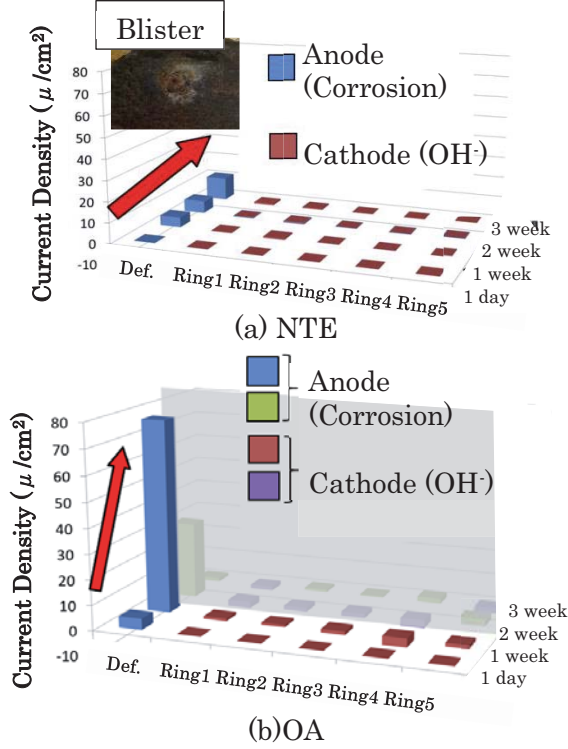 Blister
Anode
(Corrosion)
Cathode (OH-)
Current Density (μ/cm²)
80
70
60
50
40
30
20
10
0
-10
Def. Ring1 Ring2 Ring3 Ring4 Ring5
3 week
2 week
1 week
1 day
(a) NTE
Anode
(Corrosion)
Cathode (OH-)
Current Density (μ/cm²)
80
70
60
50
40
30
20
10
0
-10
Def. Ring1 Ring2 Ring3 Ring4 Ring5
3 week
2 week
1 week
1 day
(b)OA